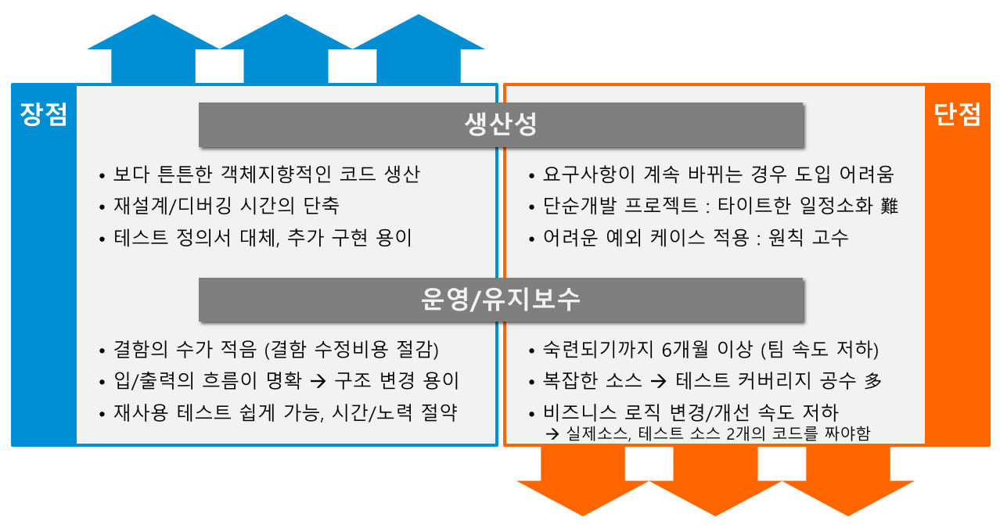 장점
단점
생산성
• 보다 튼튼한 객체지향적인 코드 생산
• 재설계/디버깅 시간의 단축
• 테스트 정의서 대체, 추가 구현 용이
• 요구사항이 계속 바뀌는 경우 도입 어려움
• 단순개발 프로젝트 : 타이트한 일정소화 難
• 어려운 예외 케이스 적용 : 원칙 고수
운영/유지보수
• 결함의 수가 적음 (결함 수정비용 절감)
• 입/출력의 흐름이 명확 → 구조 변경 용이
• 재사용 테스트 쉽게 가능, 시간/노력 절약
• 숙련되기까지 6개월 이상 (팀 속도 저하)
• 복잡한 소스 → 테스트 커버리지 공수 多
• 비즈니스 로직 변경/개선 속도 저하
→ 실제소스, 테스트 소스 2개의 코드를 짜야함